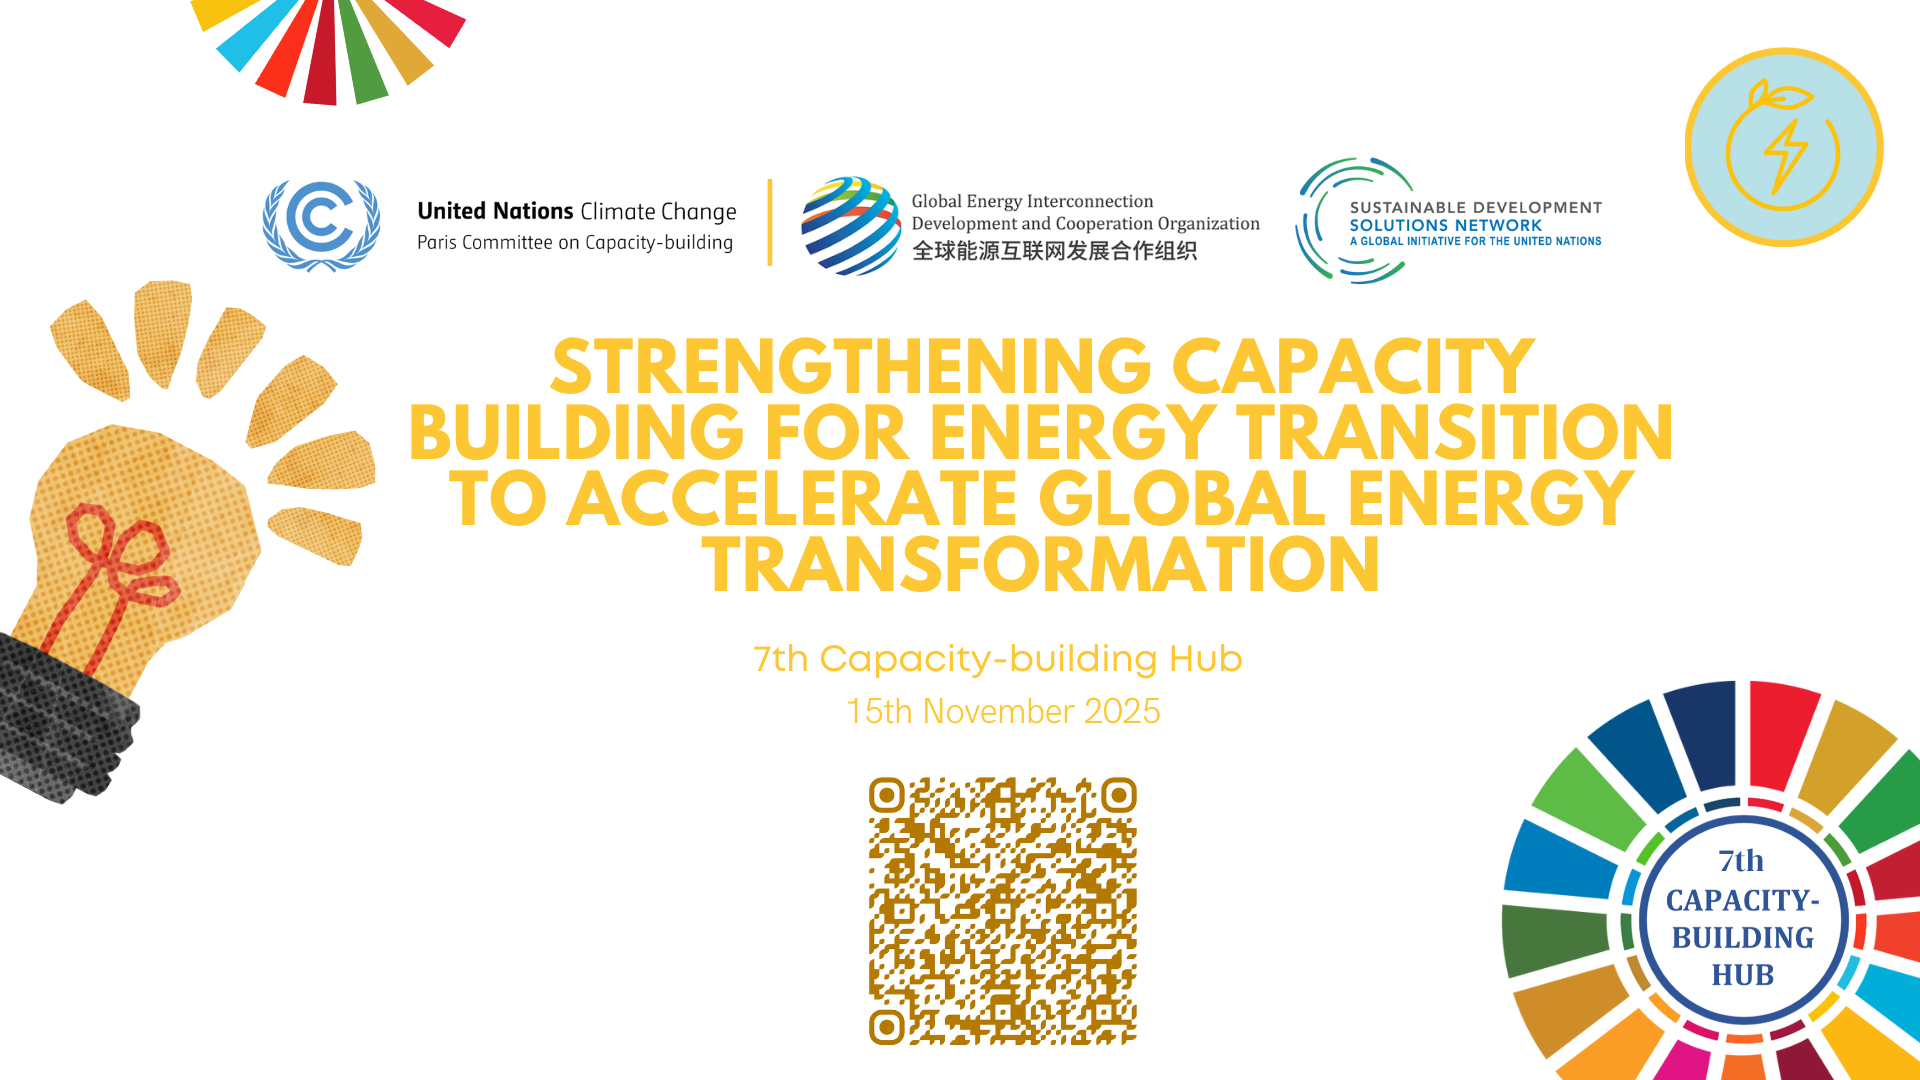 United Nations Climate Change
Paris Committee on Capacity-building
Global Energy Interconnection
Development and Cooperation Organization
全球能源互联网发展合作组织
SUSTAINABLE DEVELOPMENT
SOLUTIONS NETWORK
A GLOBAL INITIATIVE FOR THE UNITED NATIONS
STRENGTHENING CAPACITY
BUILDING FOR ENERGY TRANSITION
TO ACCELERATE GLOBAL ENERGY
TRANSFORMATION
7th Capacity-building Hub
15th November 2025
7th
CAPACITY-
BUILDING
HUB